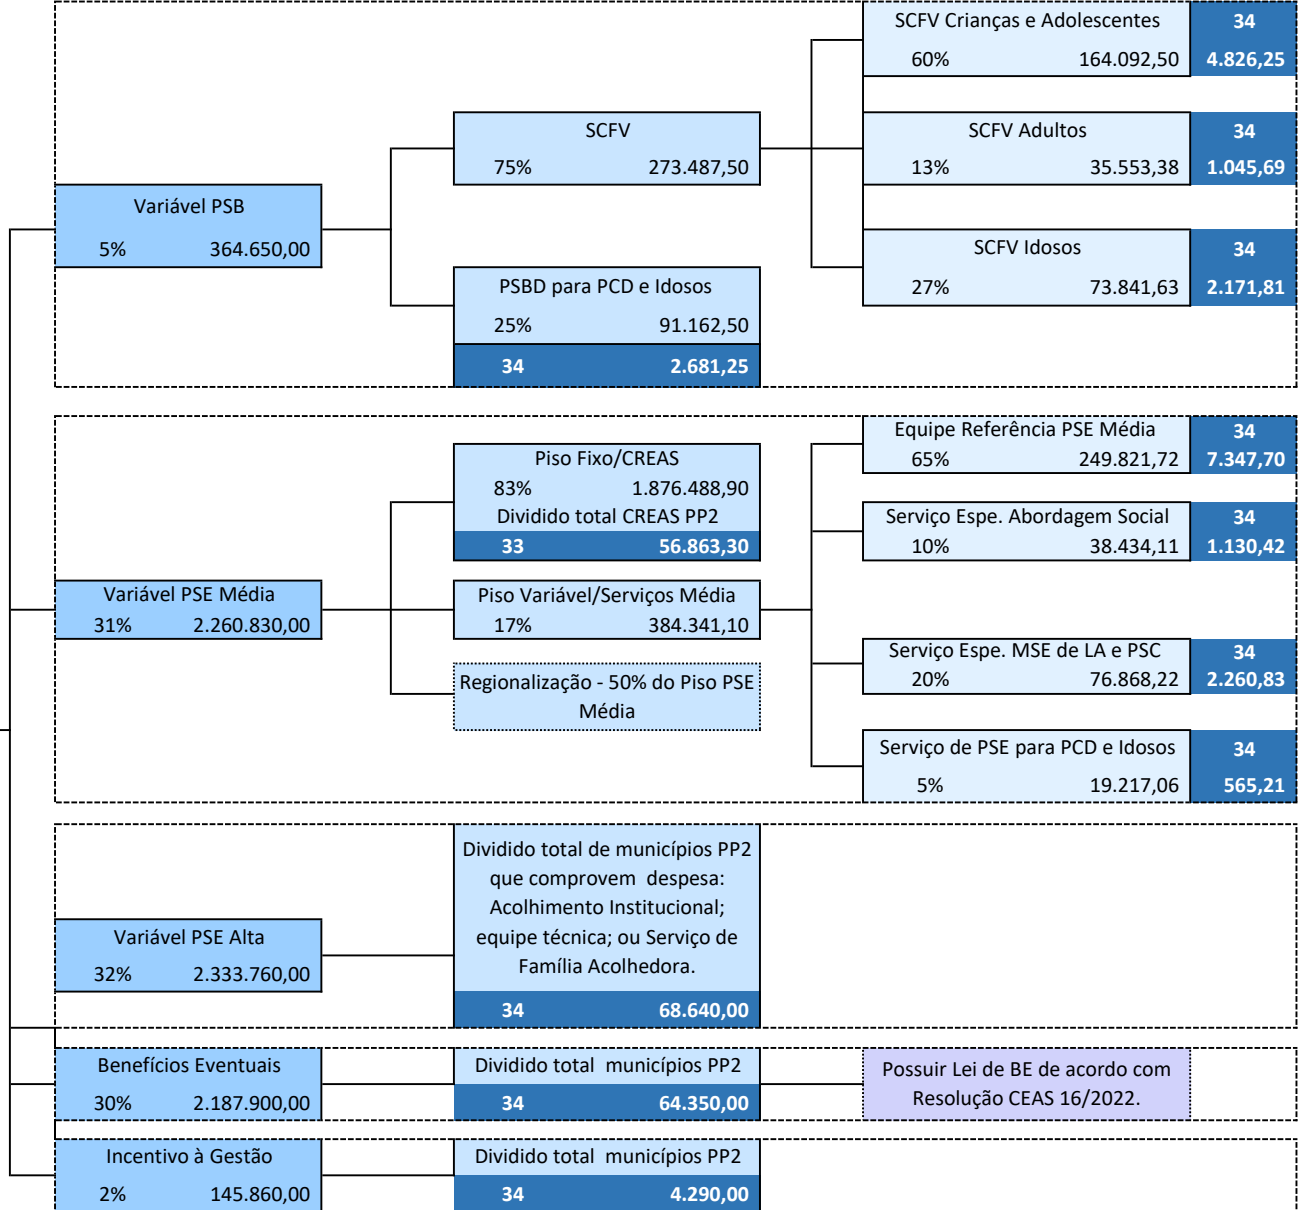 SCFV Crianças e Adolescentes 34
60% 164.092,50 4.826,25
SCFV 
75% 273.487,50
SCFV Adultos 34
13% 35.553,38 1.045,69
Variável PSB
5% 364.650,00
SCFV Idosos 34
27% 73.841,63 2.171,81
PSBD para PCD e Idosos
25% 91.162,50
34 2.681,25
Equipe Referência PSE Média 34
65% 249.821,72 7.347,70
Piso Fixo/CREAS
83% 1.876.488,90
Dividido total CREAS PP2
33 56.863,30
Serviço Espe. Abordagem Social 34
10% 38.434,11 1.130,42
Variável PSE Média
31% 2.260.830,00
Piso Variável/Serviços Média
17% 384.341,10
Serviço Espe. MSE de LA e PSC 34
20% 76.868,22 2.260,83
Regionalização - 50% do Piso PSE
Média
Serviço de PSE para PCD e Idosos 34
5% 19.217,06 565,21
Variável PSE Alta
32% 2.333.760,00
Dividido total de municípios PP2
que comprovem despesa:
Acolhimento Institucional;
equipe técnica; ou Serviço de
Família Acolhedora.
34 68.640,00
Benefícios Eventuais
30% 2.187.900,00
Dividido total municípios PP2
34 64.350,00
Possuir Lei de BE de acordo com
Resolução CEAS 16/2022.
Incentivo à Gestão
2% 145.860,00
Dividido total municípios PP2
34 4.290,00